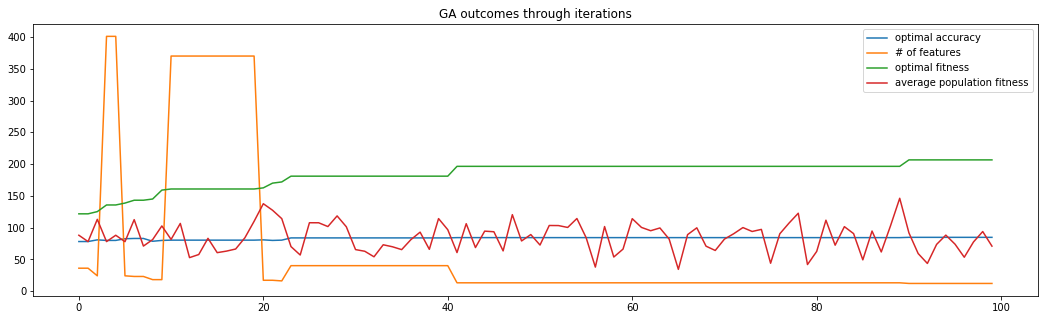 GA outcomes through iterations
optimal accuracy
# of features
optimal fitness
average population fitness
400
350
300
250
200
150
100
50
0
0 20 40 60 80 100